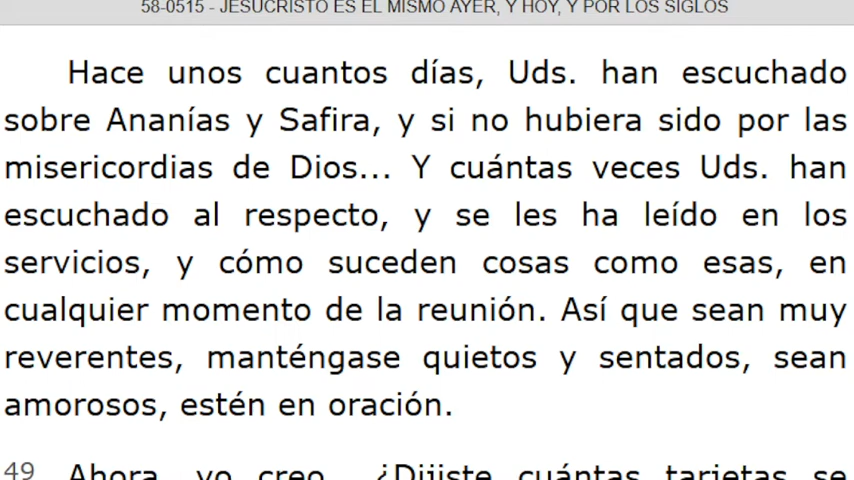 58-0515 - JESUCRISTO ES EL MISMO AYER, Y HOY, Y POR LOS SIGLOS
Hace unos cuantos días, Uds. han escuchado
sobre Ananías y Safira, y si no hubiera sido por las
misericordias de Dios... Y cuántas veces Uds. han
escuchado al respecto, y se les ha leído en los
servicios, y cómo suceden cosas como esas, en
cualquier momento de la reunión. Así que sean muy
reverentes, manténgase quietos y sentados, sean
amorosos, estén en oración.
49 Ahora, yo creo... ¿Dijiste cuántas tarjetas se